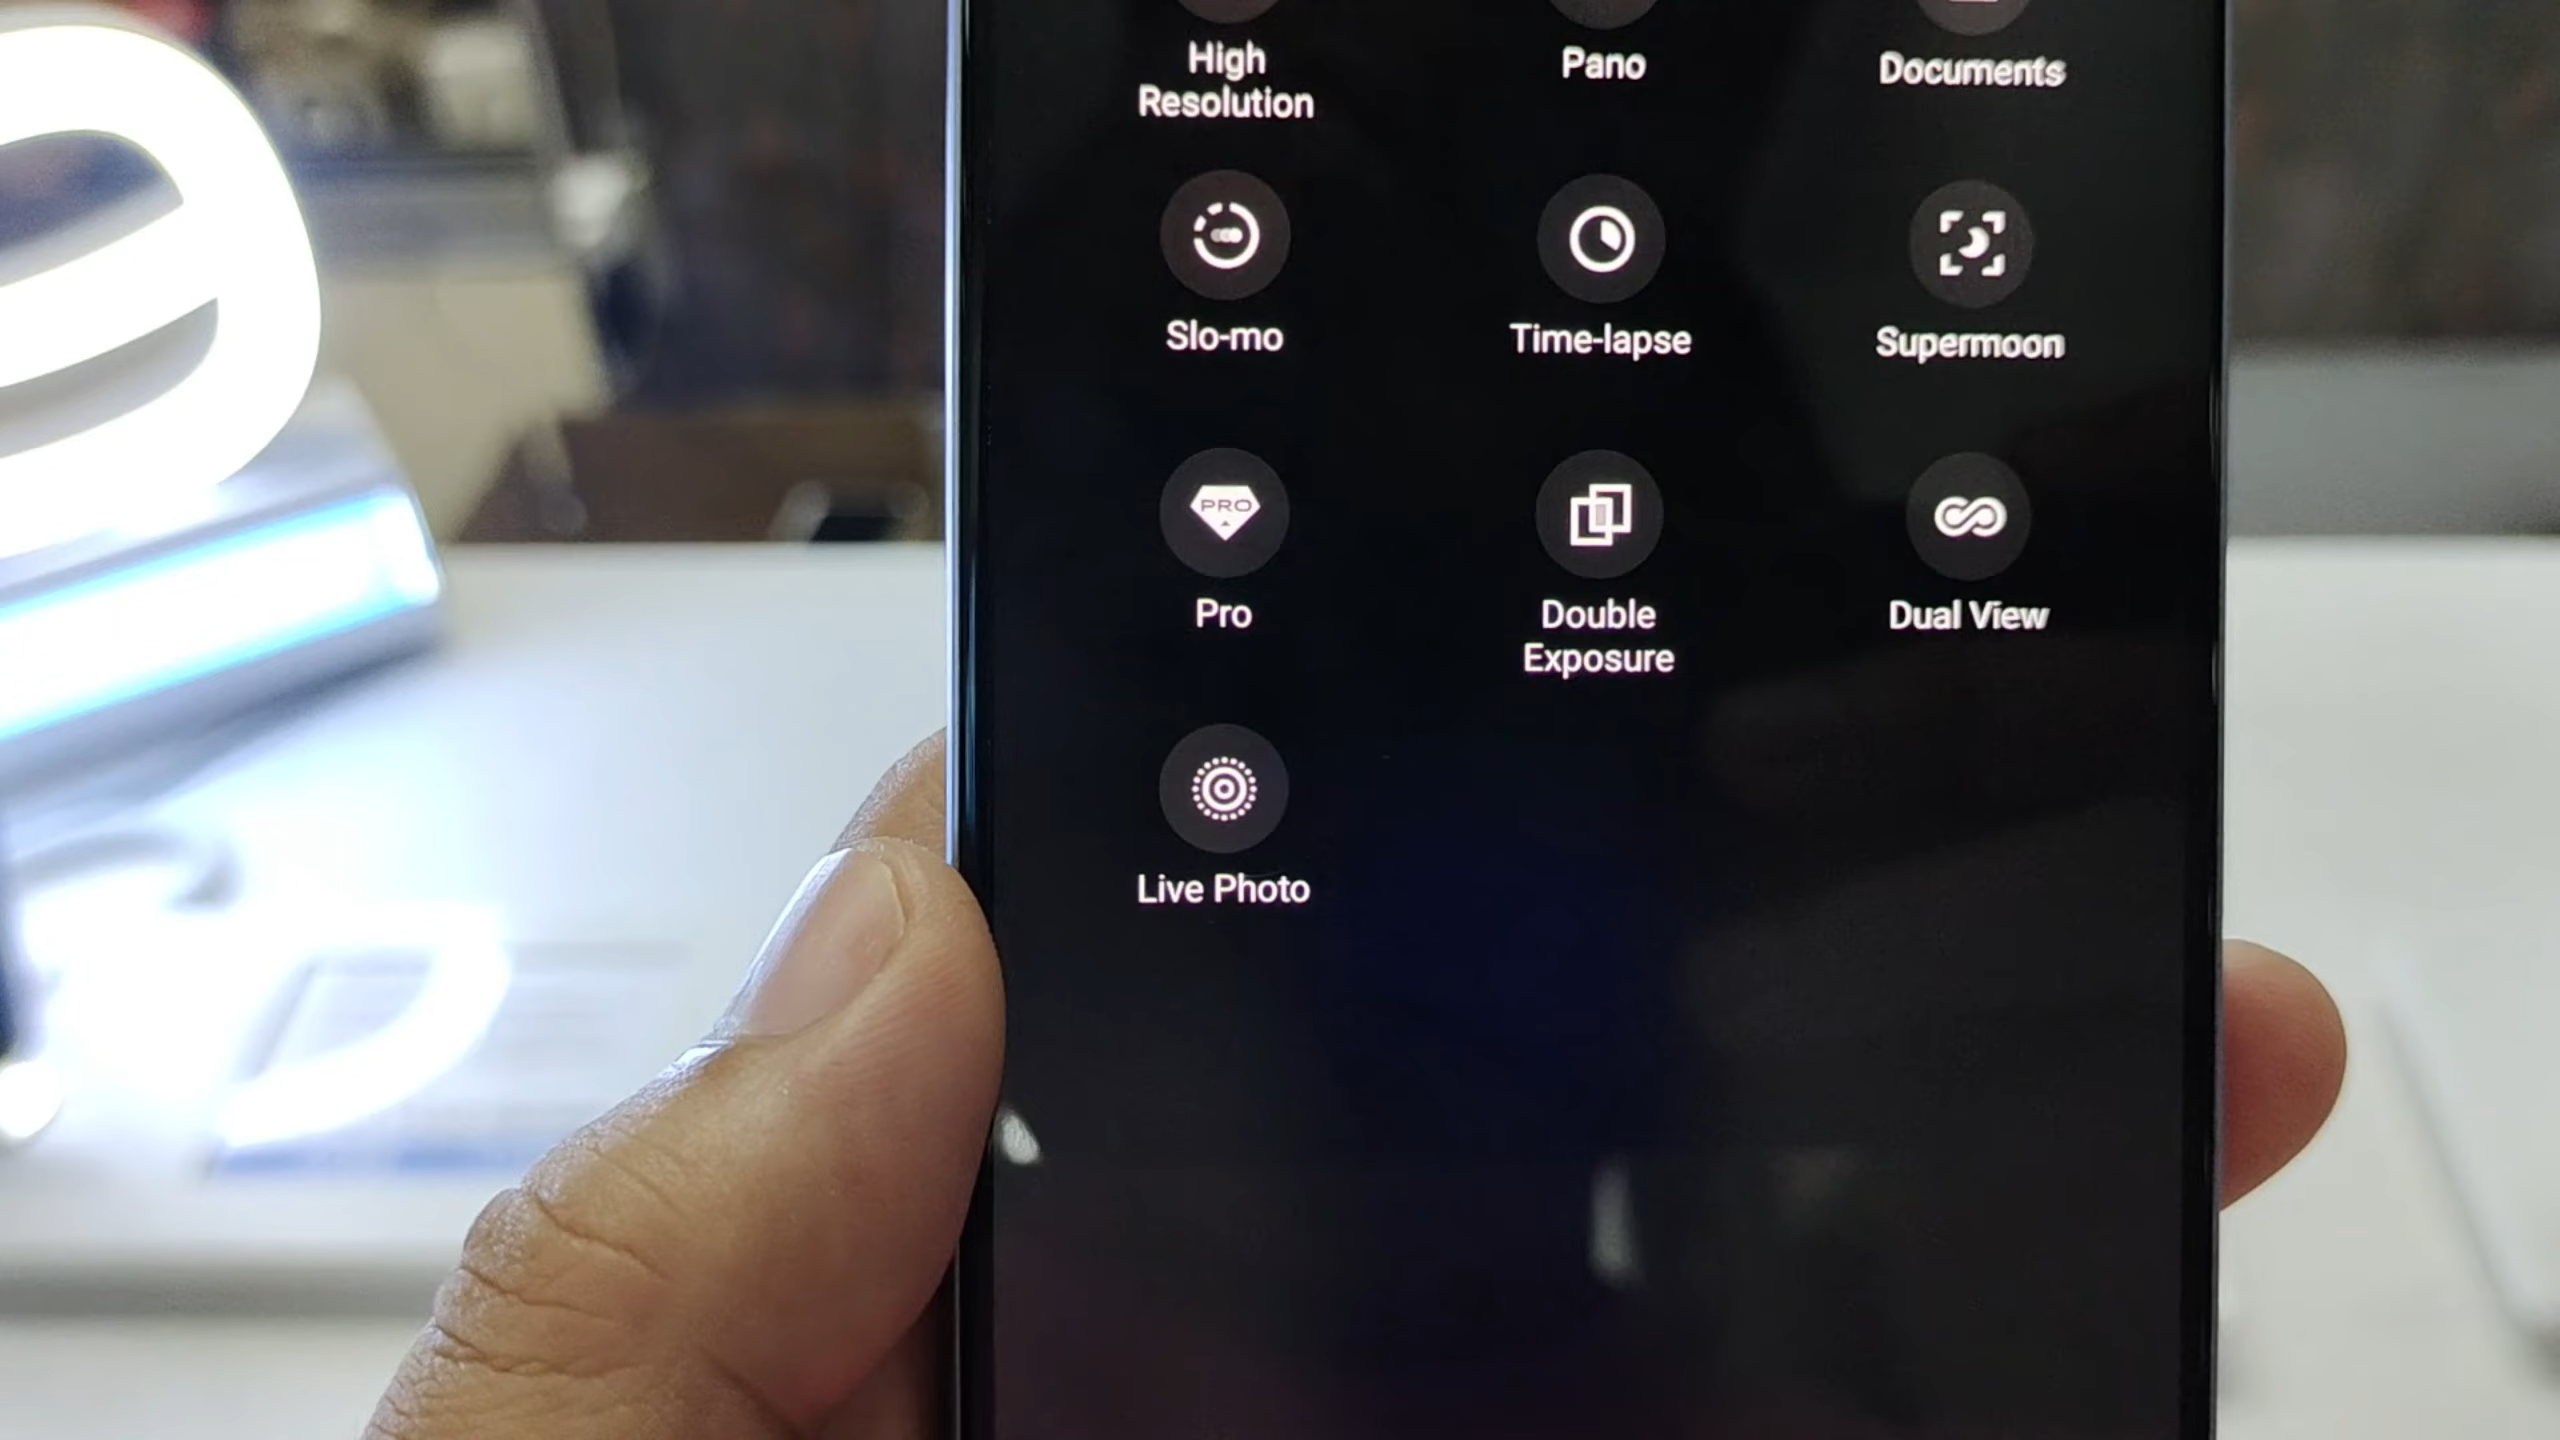 High
Resolution
Pano
Documents
Slo-mo
Time-lapse
Supermoon
PRO
Pro
Double
Exposure
Dual View
Live Photo